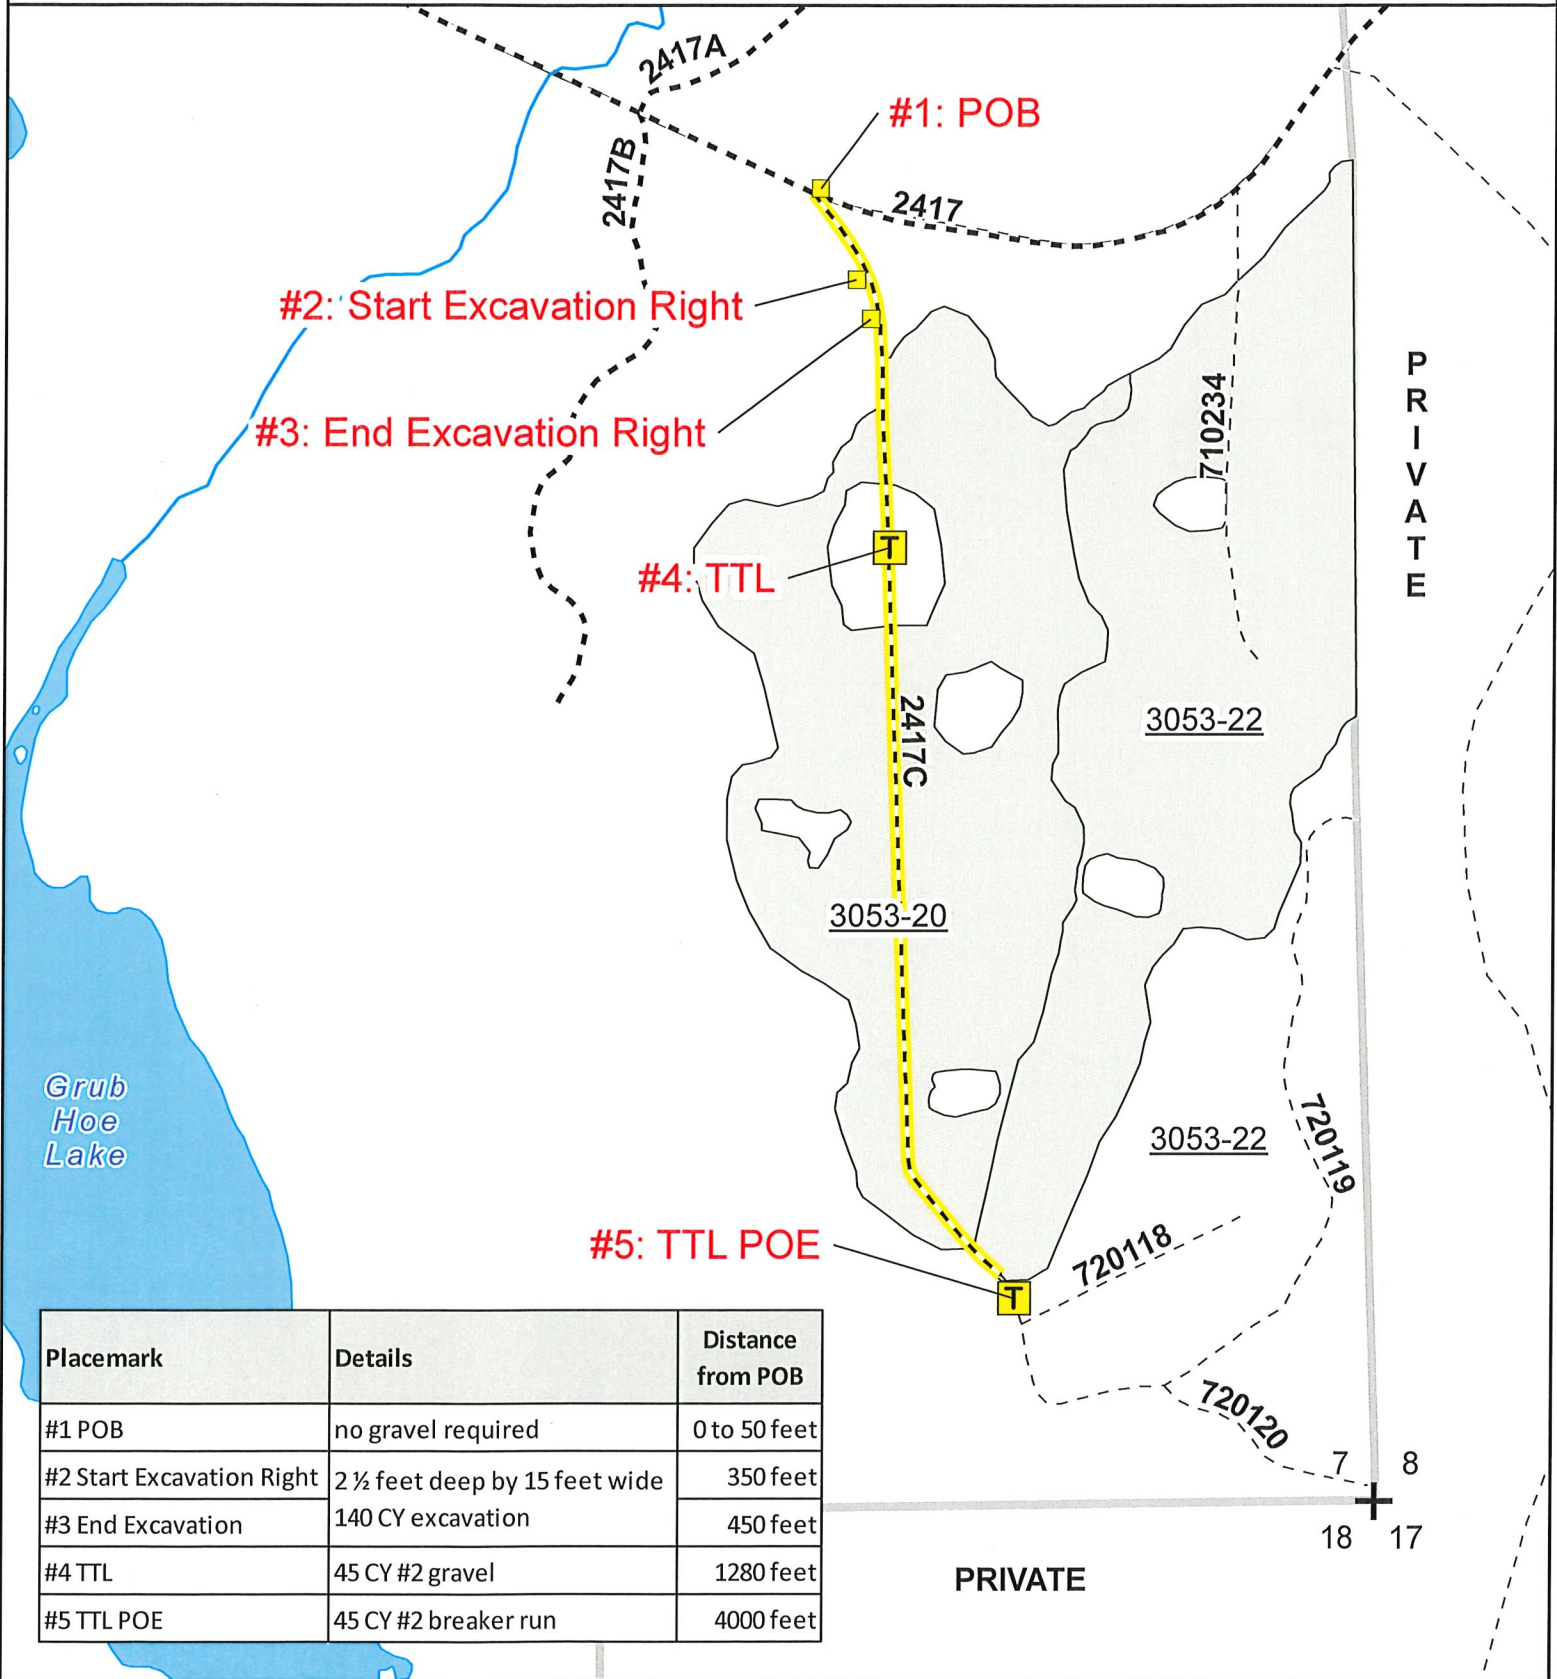 2417A
#1: POB
2417B
2417
#2: Start Excavation Right
#3: End Excavation Right
710234
PRIVATE
T
#4: TTL
2417C
3053-22
3053-20
Grub
Hoe
Lake
3053-22
720119
#5: TTL POE
720118
T
720120
7 8
18 17
PRIVATE
Placemark Details Distance
from POB
#1 POB no gravel required 0 to 50 feet
#2 Start Excavation Right 2 ½ feet deep by 15 feet wide 350 feet
#3 End Excavation 140 CY excavation 450 feet
#4 TTL 45 CY #2 gravel 1280 feet
#5 TTL POE 45 CY #2 breaker run 4000 feet